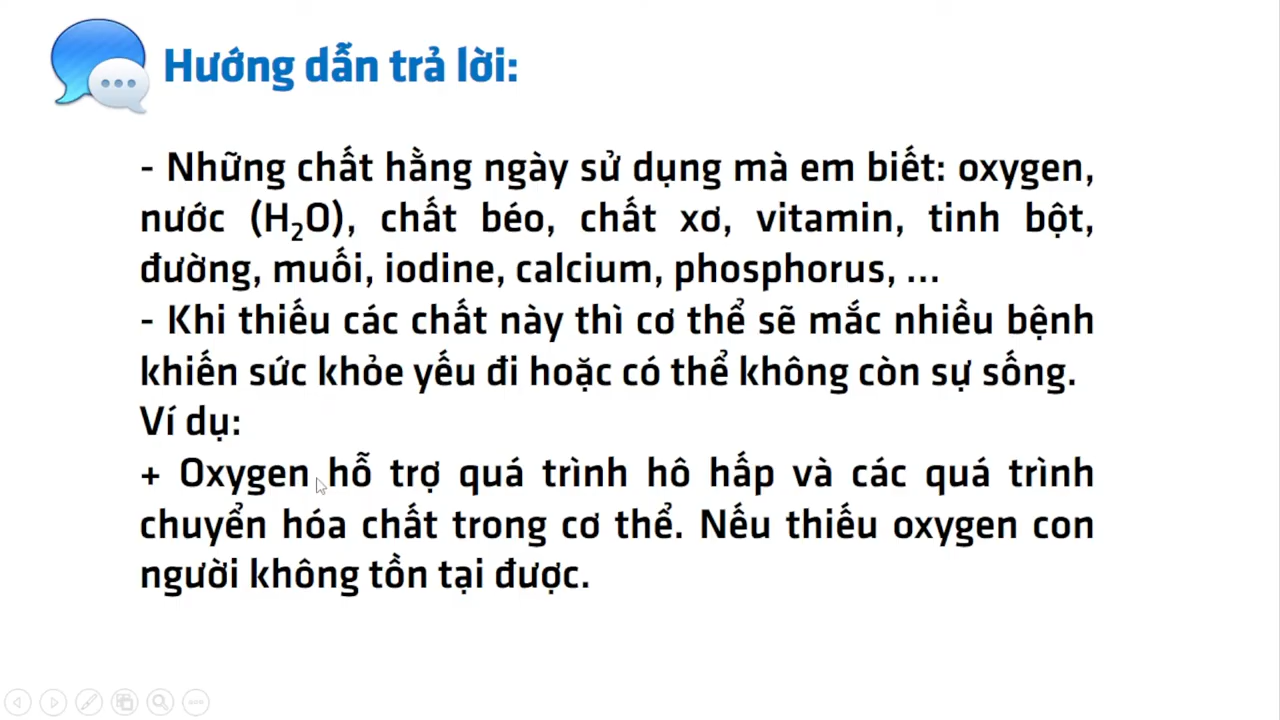 Hướng dẫn trả lời:
- Những chất hằng ngày sử dụng mà em biết: oxygen,
nước (H₂O), chất béo, chất xơ, vitamin, tinh bột,
đường, muối, iodine, calcium, phosphorus, ...
- Khi thiếu các chất này thì cơ thể sẽ mắc nhiều bệnh
khiến sức khỏe yếu đi hoặc có thể không còn sự sống.
Ví dụ:
+ Oxygen hỗ trợ quá trình hô hấp và các quá trình
chuyển hóa chất trong cơ thể. Nếu thiếu oxygen con
người không tồn tại được.